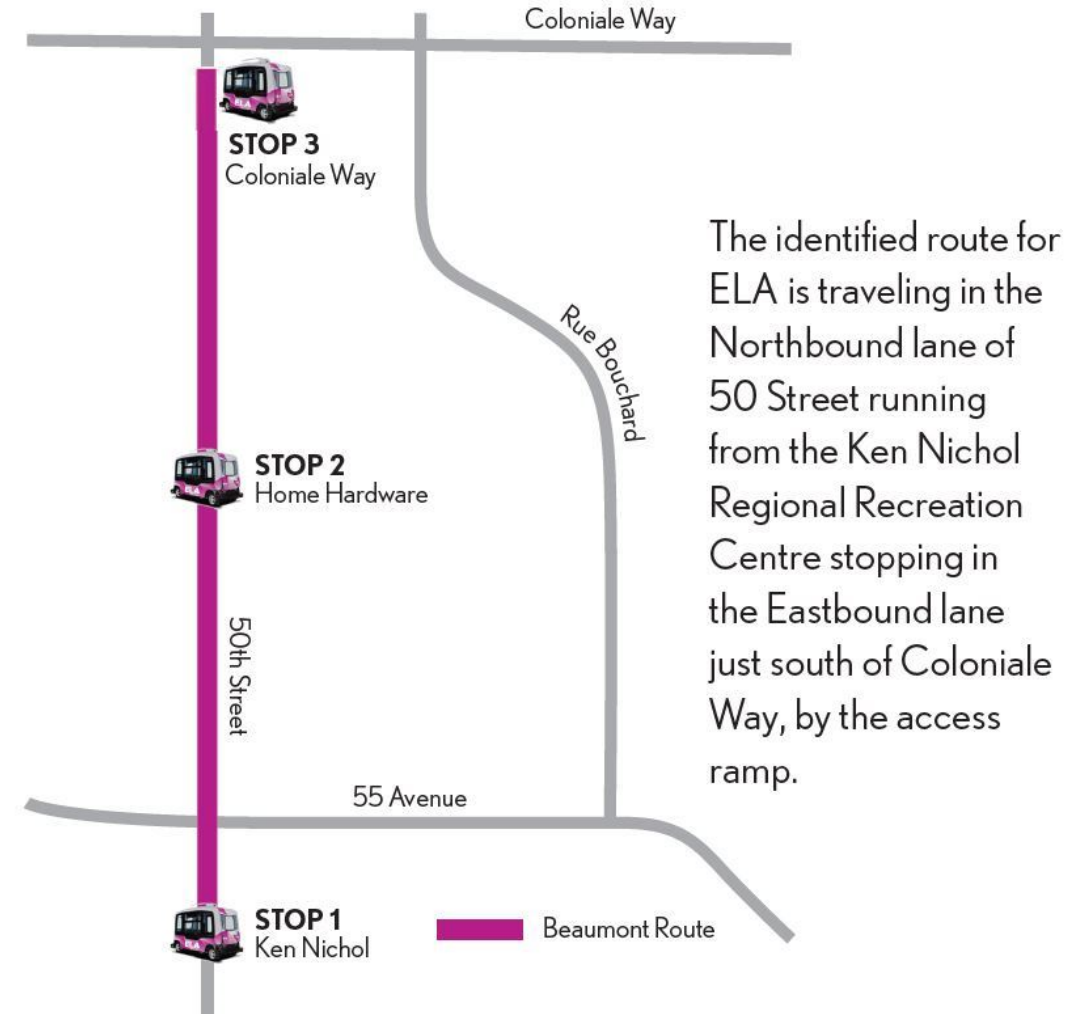 Coloniale Way
ELA
STOP 3
Coloniale Way
Rue Bouchard
The identified route for
ELA is traveling in the
Northbound lane of
50 Street running
from the Ken Nichol
Regional Recreation
Centre stopping in
the Eastbound lane
just south of Coloniale
Way, by the access
ramp.
ELA
STOP 2
Home Hardware
50th Street
55 Avenue
ELA
STOP 1
Ken Nichol
Beaumont Route